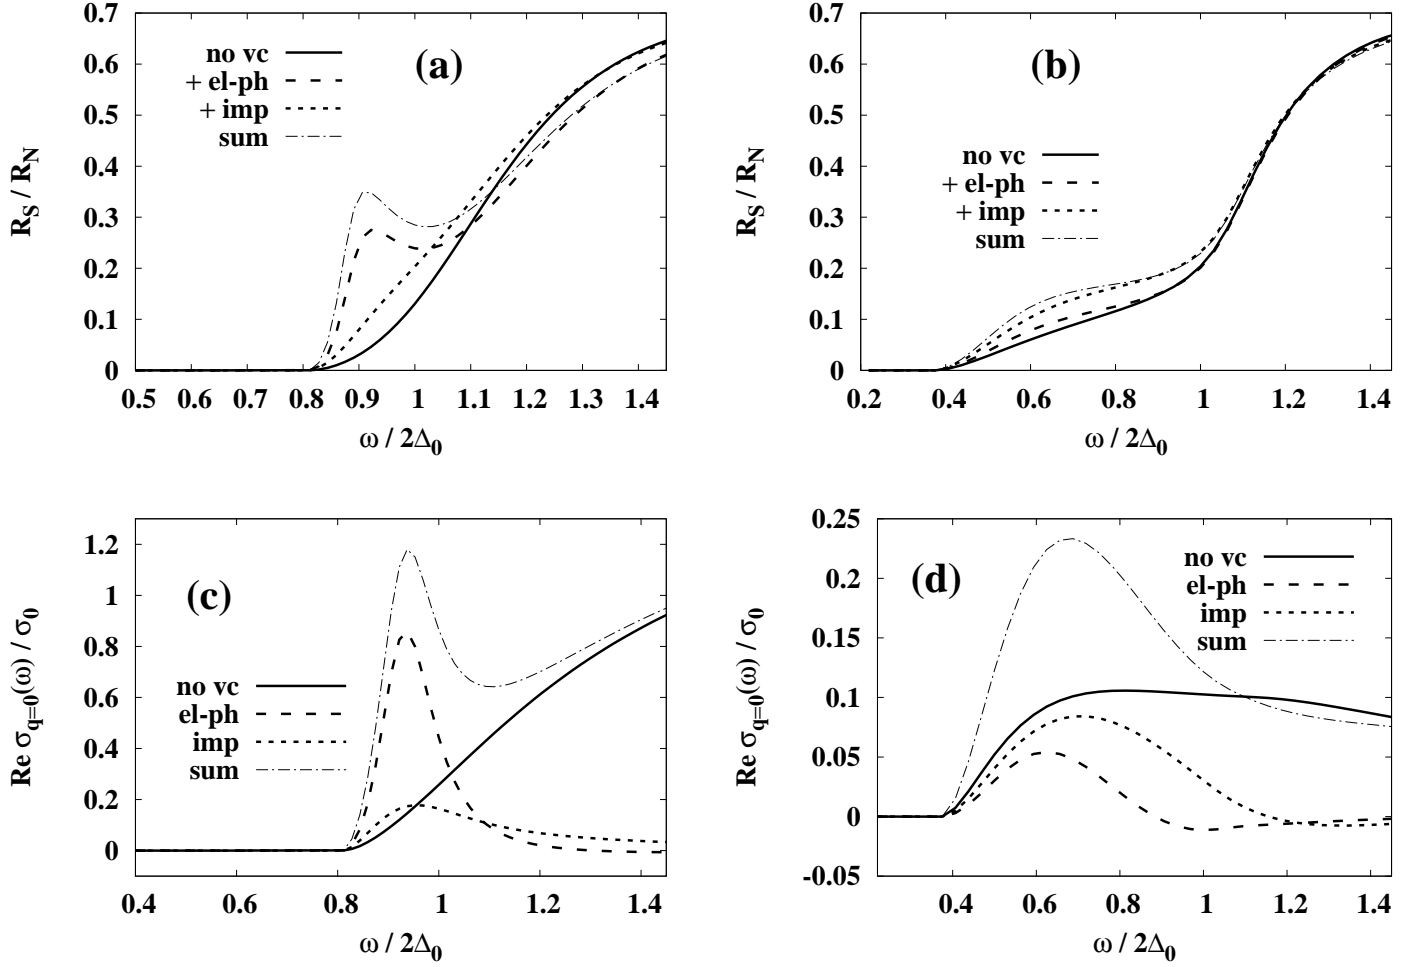 0.7
0.6
0.5
0.4
0.3
0.2
0.1
0
R_S / R_N
no vc
+ el-ph
+ imp
sum
(a)
0.5 0.6 0.7 0.8 0.9 1 1.1 1.2 1.3 1.4
ω / 2Δ_0
0.7
0.6
0.5
0.4
0.3
0.2
0.1
0
R_S / R_N
(b)
no vc
+ el-ph
+ imp
sum
0.2 0.4 0.6 0.8 1 1.2 1.4
ω / 2Δ_0
1.2
1
0.8
0.6
0.4
0.2
0
Re σ_{q=0}(ω) / σ_0
(c)
no vc
el-ph
imp
sum
0.4 0.6 0.8 1 1.2 1.4
ω / 2Δ_0
0.25
0.2
0.15
0.1
0.05
0
-0.05
Re σ_{q=0}(ω) / σ_0
(d)
no vc
el-ph
imp
sum
0.4 0.6 0.8 1 1.2 1.4
ω / 2Δ_0